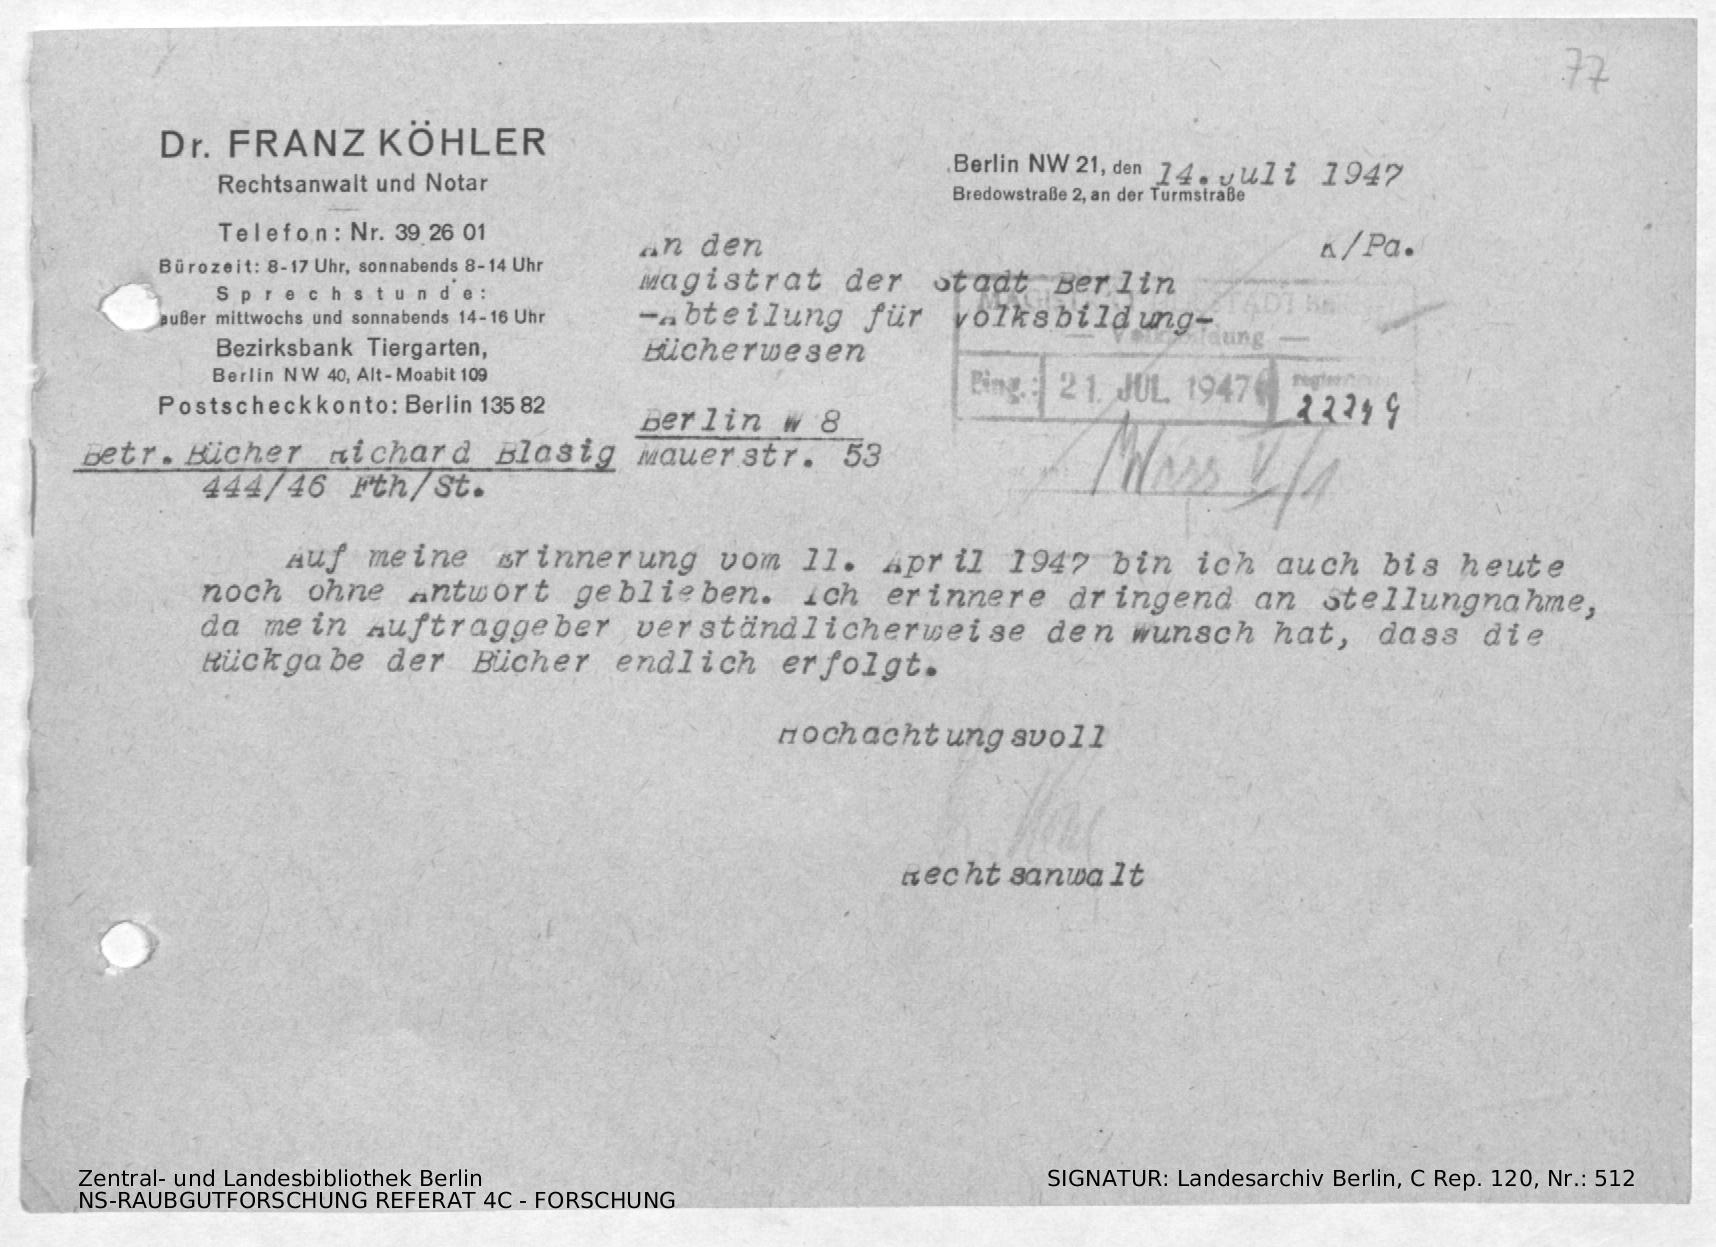 77
Dr. FRANZ KÖHLER
Rechtsanwalt und Notar
Telefon: Nr. 39 26 01
Bürozeit: 8-17 Uhr, sonnabends 8-14 Uhr
Sprechstunde:
außer mittwochs und sonnabends 14-16 Uhr
Bezirksbank Tiergarten,
Berlin NW 40, Alt-Moabit 109
Postscheckkonto: Berlin 135 82
Betr. Bücher Richard Blasig
444/46 Fth/St.
Berlin NW 21, den 14. Juli 1947
Bredowstraße 2, an der Turmstraße
K/Pa.
An den
Magistrat der Stadt Berlin
-Abteilung für Volksbildung-
Bücherwesen
Berlin W 8
Mauerstr. 53
MAGISTRAT DER STADT BERLIN
— Volksbildung —
Eing.: 21. JUL. 1947
22249
Auf meine Erinnerung vom 11. April 1947 bin ich auch bis heute
noch ohne Antwort geblieben. Ich erinnere dringend an Stellungnahme,
da mein Auftraggeber verständlicherweise den Wunsch hat, dass die
Rückgabe der Bücher endlich erfolgt.
Hochachtungsvoll
Rechtsanwalt
Zentral- und Landesbibliothek Berlin
NS-RAUBGUTFORSCHUNG REFERAT 4C - FORSCHUNG
SIGNATUR: Landesarchiv Berlin, C Rep. 120, Nr.: 512